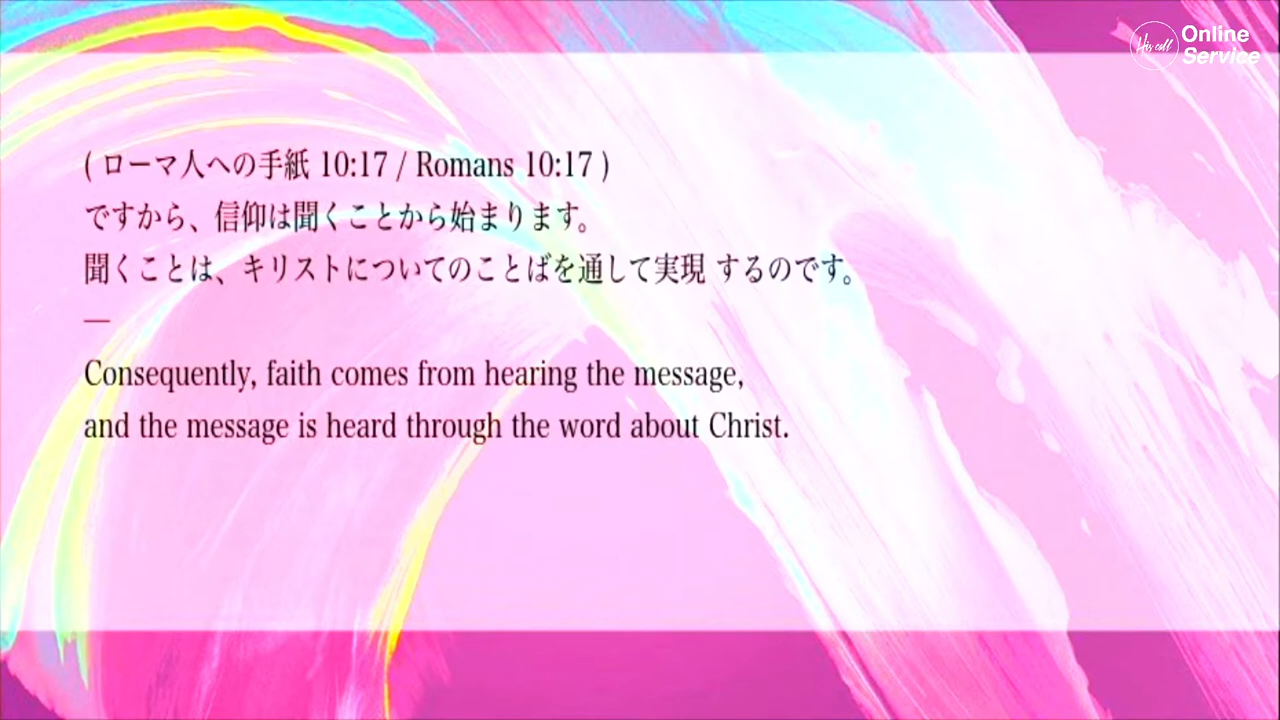 His call
Online
Service
( ローマ人への手紙 10:17 / Romans 10:17 )
ですから、信仰は聞くことから始まります。
聞くことは、キリストについてのことばを通して実現 するのです。
—
Consequently, faith comes from hearing the message,
and the message is heard through the word about Christ.